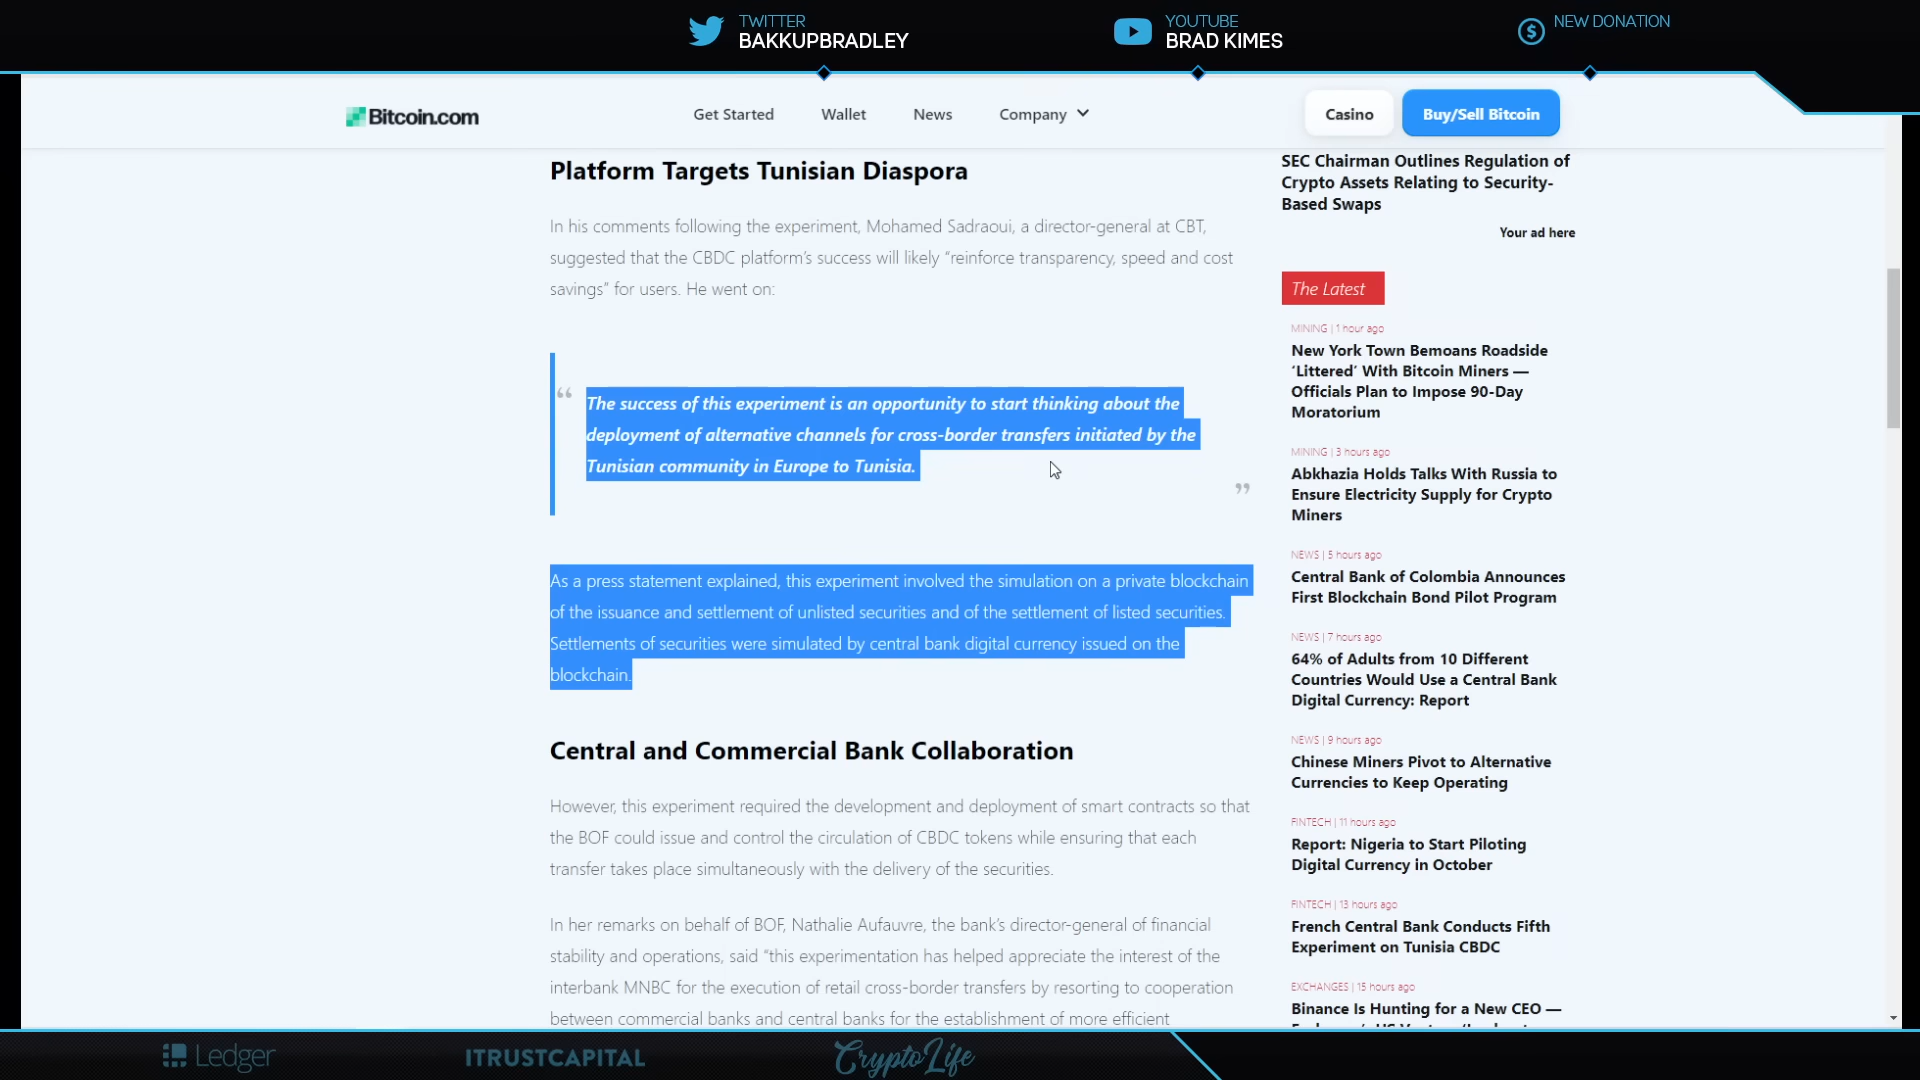 TWITTER
BAKKUPBRADLEY
YOUTUBE
BRAD KIMES
NEW DONATION
Bitcoin.com
Get Started
Wallet
News
Company
Casino
Buy/Sell Bitcoin
Platform Targets Tunisian Diaspora
In his comments following the experiment, Mohamed Sadraoui, a director-general at CBT,
suggested that the CBDC platform’s success will likely “reinforce transparency, speed and cost
savings” for users. He went on:
“ The success of this experiment is an opportunity to start thinking about the
deployment of alternative channels for cross-border transfers initiated by the
Tunisian community in Europe to Tunisia.
”
As a press statement explained, this experiment involved the simulation on a private blockchain
of the issuance and settlement of unlisted securities and of the settlement of listed securities.
Settlements of securities were simulated by central bank digital currency issued on the
blockchain.
Central and Commercial Bank Collaboration
However, this experiment required the development and deployment of smart contracts so that
the BOF could issue and control the circulation of CBDC tokens while ensuring that each
transfer takes place simultaneously with the delivery of the securities.
In her remarks on behalf of BOF, Nathalie Aufauvre, the bank’s director-general of financial
stability and operations, said “this experimentation has helped appreciate the interest of the
interbank MNBC for the execution of retail cross-border transfers by resorting to cooperation
between commercial banks and central banks for the establishment of more efficient
SEC Chairman Outlines Regulation of
Crypto Assets Relating to Security-
Based Swaps
Your ad here
The Latest
MINING | 1 hour ago
New York Town Bemoans Roadside
‘Littered’ With Bitcoin Miners —
Officials Plan to Impose 90-Day
Moratorium
MINING | 3 hours ago
Abkhazia Holds Talks With Russia to
Ensure Electricity Supply for Crypto
Miners
NEWS | 5 hours ago
Central Bank of Colombia Announces
First Blockchain Bond Pilot Program
NEWS | 7 hours ago
64% of Adults from 10 Different
Countries Would Use a Central Bank
Digital Currency: Report
NEWS | 9 hours ago
Chinese Miners Pivot to Alternative
Currencies to Keep Operating
FINTECH | 11 hours ago
Report: Nigeria to Start Piloting
Digital Currency in October
FINTECH | 13 hours ago
French Central Bank Conducts Fifth
Experiment on Tunisia CBDC
EXCHANGES | 15 hours ago
Binance Is Hunting for a New CEO —
Ledger
ITRUSTCAPITAL
CryptoLife